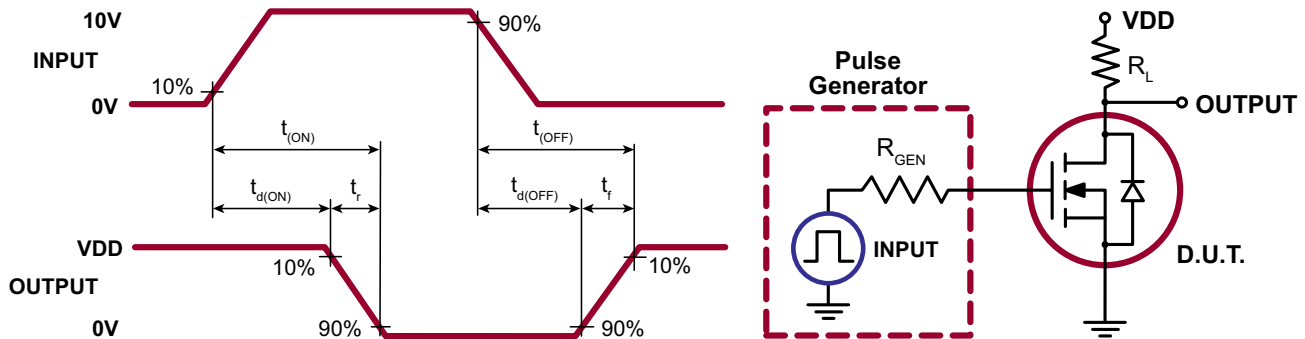 10V
INPUT
0V
10%
90%
t(ON)
t(OFF)
td(ON)
tr
td(OFF)
tf
VDD
OUTPUT
0V
10%
90%
10%
90%
Pulse
Generator
RGEN
INPUT
VDD
RL
OUTPUT
D.U.T.